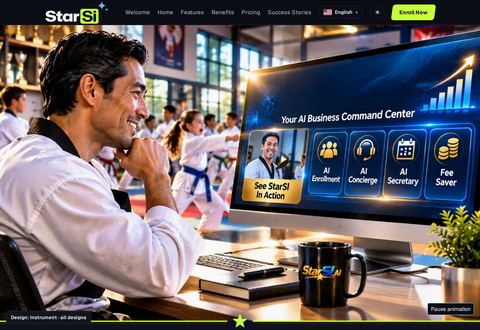 StarSi
Welcome
Home
Features
Benefits
Pricing
Success Stories
English
Enroll Now
Your AI Business Command Center
See StarSI
In Action
AI
Enrollment
AI
Concierge
AI
Secretary
Fee
Saver
StarSi AI
Design: Instrument · all designs
Pause animation